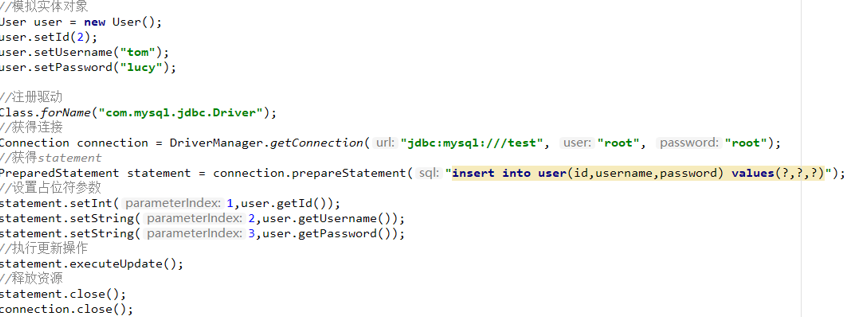 //模拟实体对象
User user = new User();
user.setId(2);
user.setUsername("tom");
user.setPassword("lucy");
//注册驱动
Class.forName("com.mysql.jdbc.Driver");
//获得连接
Connection connection = DriverManager.getConnection( url: "jdbc:mysql:///test", user: "root", password: "root");
//获得statement
PreparedStatement statement = connection.prepareStatement( sql: "insert into user(id,username,password) values(?,?,?)");
//设置占位符参数
statement.setInt( parameterIndex: 1,user.getId());
statement.setString( parameterIndex: 2,user.getUsername());
statement.setString( parameterIndex: 3,user.getPassword());
//执行更新操作
statement.executeUpdate();
//释放资源
statement.close();
connection.close();